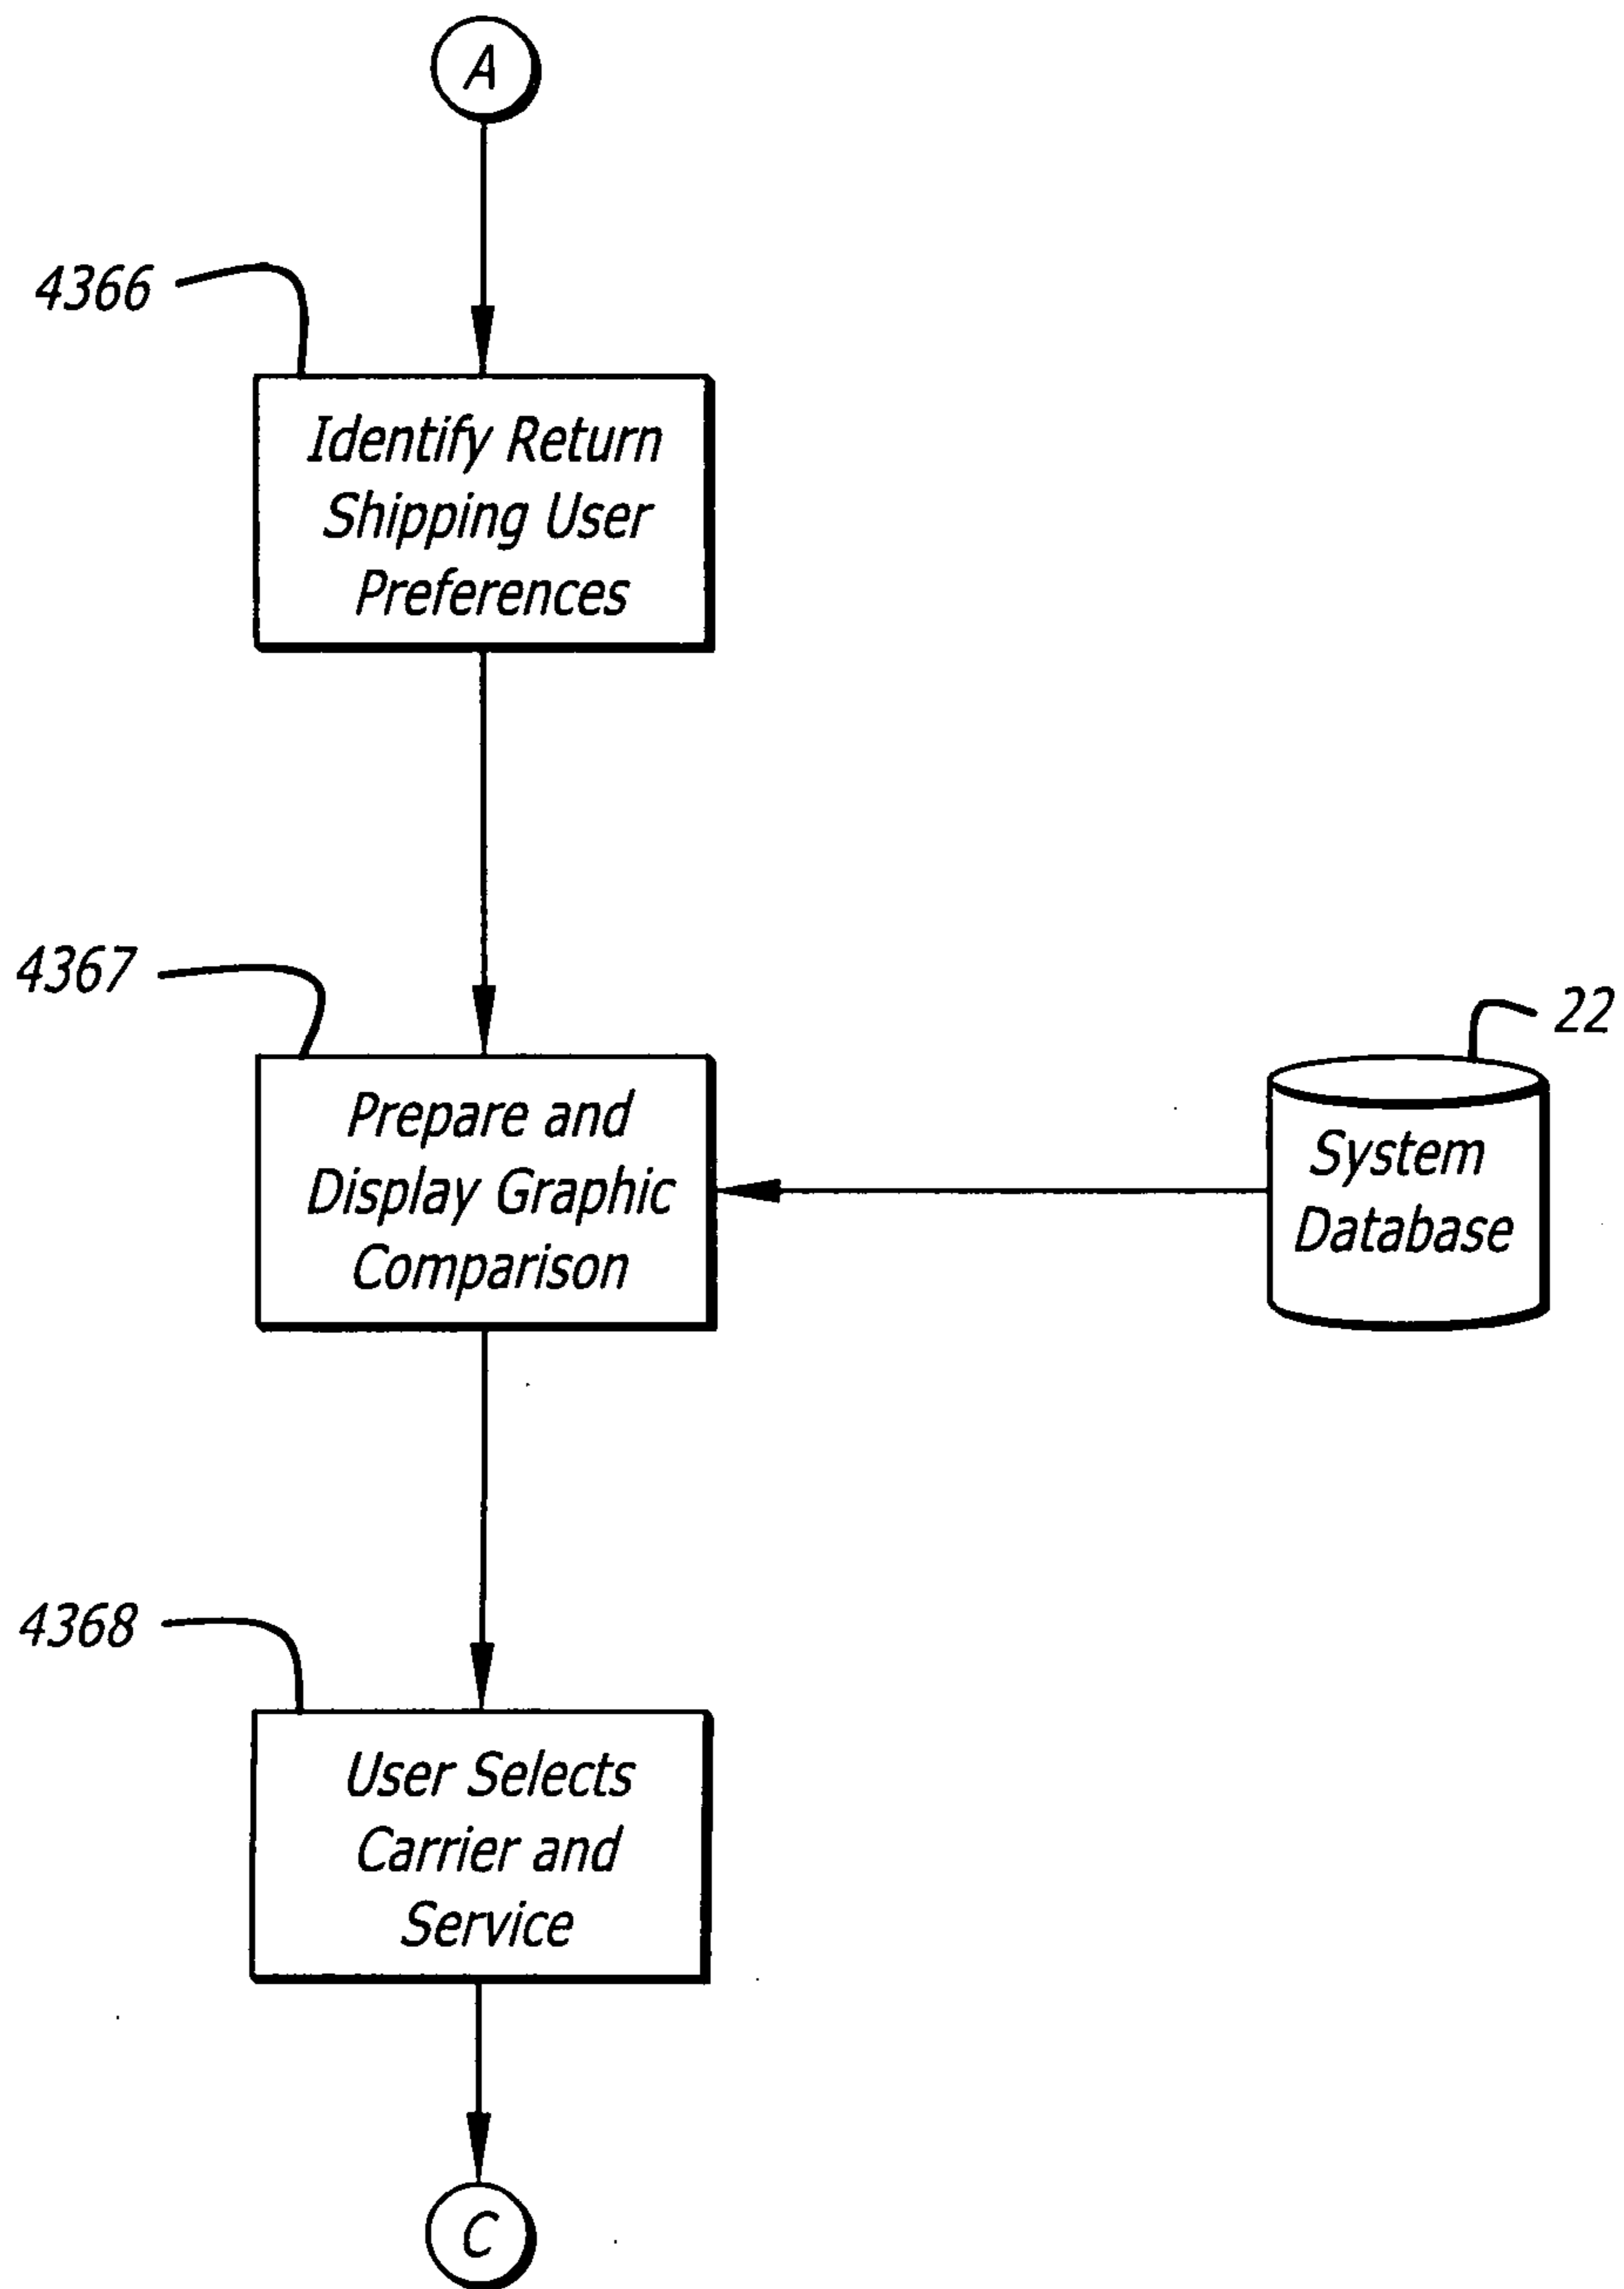 A
4366
Identify Return
Shipping User
Preferences
4367
Prepare and
Display Graphic
Comparison
22
System
Database
4368
User Selects
Carrier and
Service
C